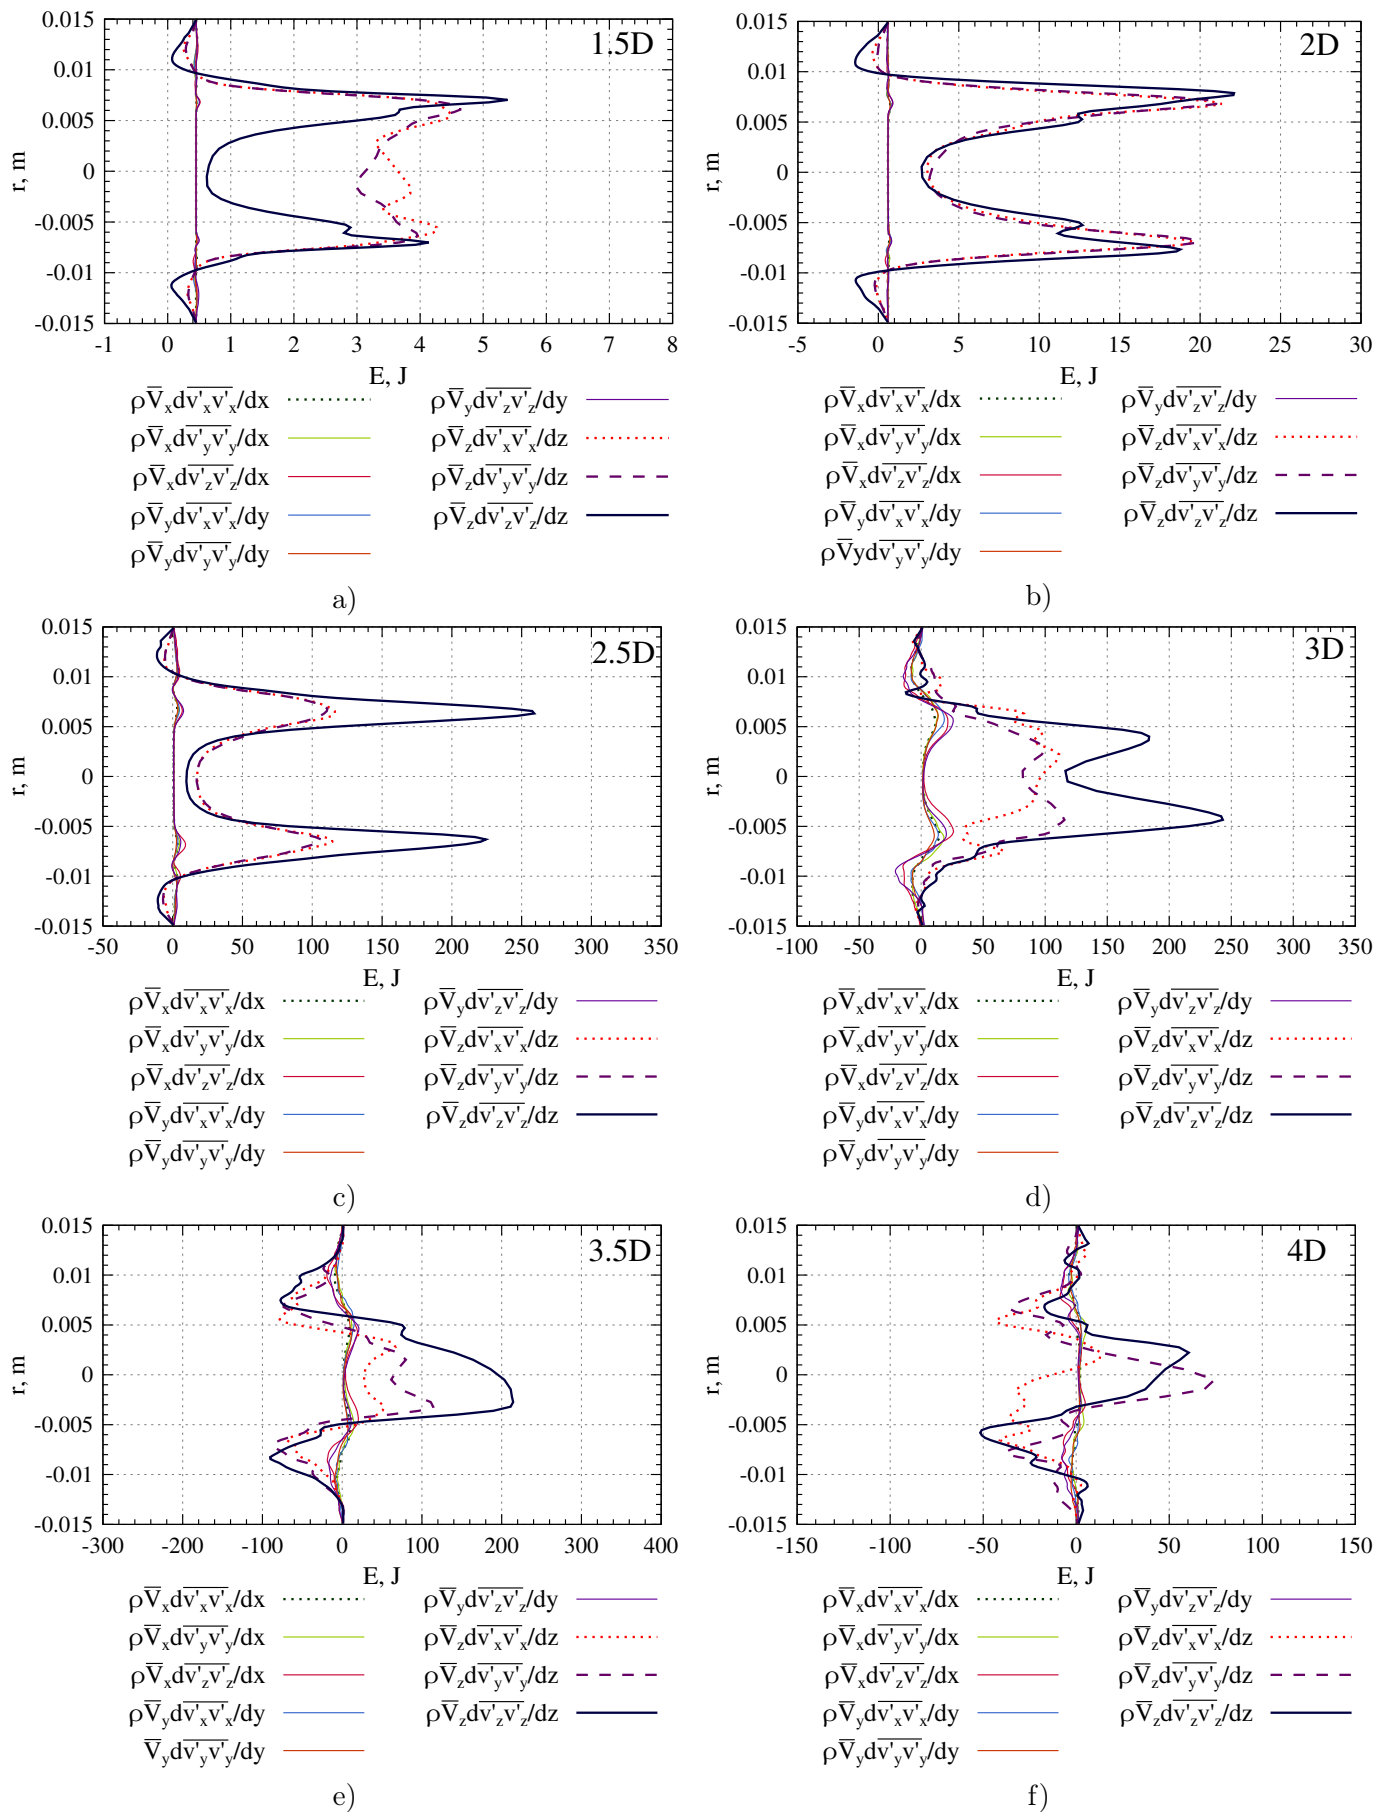 1.5D
r, m
0.015
0.01
0.005
0
-0.005
-0.01
-0.015
-1 0 1 2 3 4 5 6 7 8
E, J
ρV̅xdv'xv'x/dx
ρV̅xdv'yv'y/dx
ρV̅xdv'zv'z/dx
ρV̅ydv'xv'x/dy
ρV̅ydv'yv'y/dy
ρV̅ydv'zv'z/dy
ρV̅zdv'xv'x/dz
ρV̅zdv'yv'y/dz
ρV̅zdv'zv'z/dz
a)
2D
r, m
0.015
0.01
0.005
0
-0.005
-0.01
-0.015
-5 0 5 10 15 20 25 30
E, J
ρV̅xdv'xv'x/dx
ρV̅xdv'yv'y/dx
ρV̅xdv'zv'z/dx
ρV̅ydv'xv'x/dy
ρV̅ydv'yv'y/dy
ρV̅ydv'zv'z/dy
ρV̅zdv'xv'x/dz
ρV̅zdv'yv'y/dz
ρV̅zdv'zv'z/dz
b)
2.5D
r, m
0.015
0.01
0.005
0
-0.005
-0.01
-0.015
-50 0 50 100 150 200 250 300 350
E, J
ρV̅xdv'xv'x/dx
ρV̅xdv'yv'y/dx
ρV̅xdv'zv'z/dx
ρV̅ydv'xv'x/dy
ρV̅ydv'yv'y/dy
ρV̅ydv'zv'z/dy
ρV̅zdv'xv'x/dz
ρV̅zdv'yv'y/dz
ρV̅zdv'zv'z/dz
c)
3D
r, m
0.015
0.01
0.005
0
-0.005
-0.01
-0.015
-100 -50 0 50 100 150 200 250 300 350
E, J
ρV̅xdv'xv'x/dx
ρV̅xdv'yv'y/dx
ρV̅xdv'zv'z/dx
ρV̅ydv'xv'x/dy
ρV̅ydv'yv'y/dy
ρV̅ydv'zv'z/dy
ρV̅zdv'xv'x/dz
ρV̅zdv'yv'y/dz
ρV̅zdv'zv'z/dz
d)
3.5D
r, m
0.015
0.01
0.005
0
-0.005
-0.01
-0.015
-300 -200 -100 0 100 200 300 400
E, J
ρV̅xdv'xv'x/dx
ρV̅xdv'yv'y/dx
ρV̅xdv'zv'z/dx
ρV̅ydv'xv'x/dy
V̅ydv'yv'y/dy
ρV̅ydv'zv'z/dy
ρV̅zdv'xv'x/dz
ρV̅zdv'yv'y/dz
ρV̅zdv'zv'z/dz
e)
4D
r, m
0.015
0.01
0.005
0
-0.005
-0.01
-0.015
-150 -100 -50 0 50 100 150
E, J
ρV̅xdv'xv'x/dx
ρV̅xdv'yv'y/dx
ρV̅xdv'zv'z/dx
ρV̅ydv'xv'x/dy
ρV̅ydv'yv'y/dy
ρV̅ydv'zv'z/dy
ρV̅zdv'xv'x/dz
ρV̅zdv'yv'y/dz
ρV̅zdv'zv'z/dz
f)